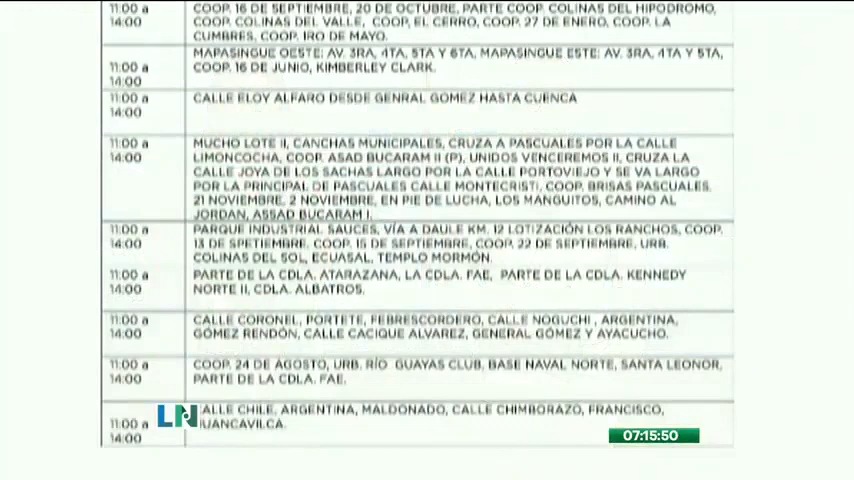 11:00 a
14:00
COOP. 16 DE SEPTIEMBRE, 20 DE OCTUBRE, PARTE COOP. COLINAS DEL HIPODROMO,
COOP. COLINAS DEL VALLE, COOP. EL CERRO, COOP. 27 DE ENERO, COOP. LA
CUMBRES, COOP. 1RO DE MAYO.
11:00 a
14:00
MAPASINGUE OESTE: AV. 3RA, 4TA, 5TA Y 6TA, MAPASINGUE ESTE: AV. 3RA, 4TA Y 5TA,
COOP. 16 DE JUNIO, KIMBERLEY CLARK.
11:00 a
14:00
CALLE ELOY ALFARO DESDE GENRAL GOMEZ HASTA CUENCA
11:00 a
14:00
MUCHO LOTE II, CANCHAS MUNICIPALES, CRUZA A PASCUALES POR LA CALLE
LIMONCOCHA, COOP. ASAD BUCARAM II (P), UNIDOS VENCEREMOS II, CRUZA LA
CALLE JOYA DE LOS SACHAS LARGO POR LA CALLE PORTOVIEJO Y SE VA LARGO
POR LA PRINCIPAL DE PASCUALES CALLE MONTECRISTI, COOP. BRISAS PASCUALES,
21 NOVIEMBRE, 2 NOVIEMBRE, EN PIE DE LUCHA, LOS MANGUITOS, CAMINO AL
JORDAN, ASSAD BUCARAM I.
11:00 a
14:00
PARQUE INDUSTRIAL SAUCES, VÍA A DAULE KM. 12 LOTIZACIÓN LOS RANCHOS, COOP.
13 DE SPETIEMBRE, COOP. 15 DE SEPTIEMBRE, COOP. 22 DE SEPTIEMBRE, URB.
COLINAS DEL SOL, ECUASAL, TEMPLO MORMÓN.
11:00 a
14:00
PARTE DE LA CDLA. ATARAZANA, LA CDLA. FAE, PARTE DE LA CDLA. KENNEDY
NORTE II, CDLA. ALBATROS.
11:00 a
14:00
CALLE CORONEL, PORTETE, FEBRESCORDERO, CALLE NOGUCHI , ARGENTINA,
GÓMEZ RENDÓN, CALLE CACIQUE ALVAREZ, GENERAL GÓMEZ Y AYACUCHO.
11:00 a
14:00
COOP. 24 DE AGOSTO, URB. RÍO GUAYAS CLUB, BASE NAVAL NORTE, SANTA LEONOR,
PARTE DE LA CDLA. FAE.
11:00 a
14:00
CALLE CHILE, ARGENTINA, MALDONADO, CALLE CHIMBORAZO, FRANCISCO,
HUANCAVILCA.
LN
07:15:50